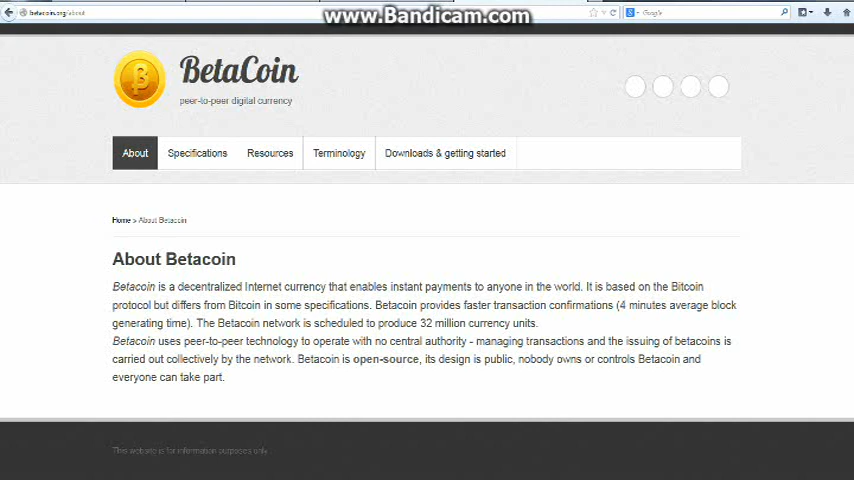 www.Bandicam.com
betacoin.org/about
Google
BetaCoin
peer-to-peer digital currency
About Specifications Resources Terminology Downloads & getting started
Home > About Betacoin
About Betacoin
Betacoin is a decentralized Internet currency that enables instant payments to anyone in the world. It is based on the Bitcoin
protocol but differs from Bitcoin in some specifications. Betacoin provides faster transaction confirmations (4 minutes average block
generating time). The Betacoin network is scheduled to produce 32 million currency units.
Betacoin uses peer-to-peer technology to operate with no central authority - managing transactions and the issuing of betacoins is
carried out collectively by the network. Betacoin is open-source, its design is public, nobody owns or controls Betacoin and
everyone can take part.
This website is for information purposes only